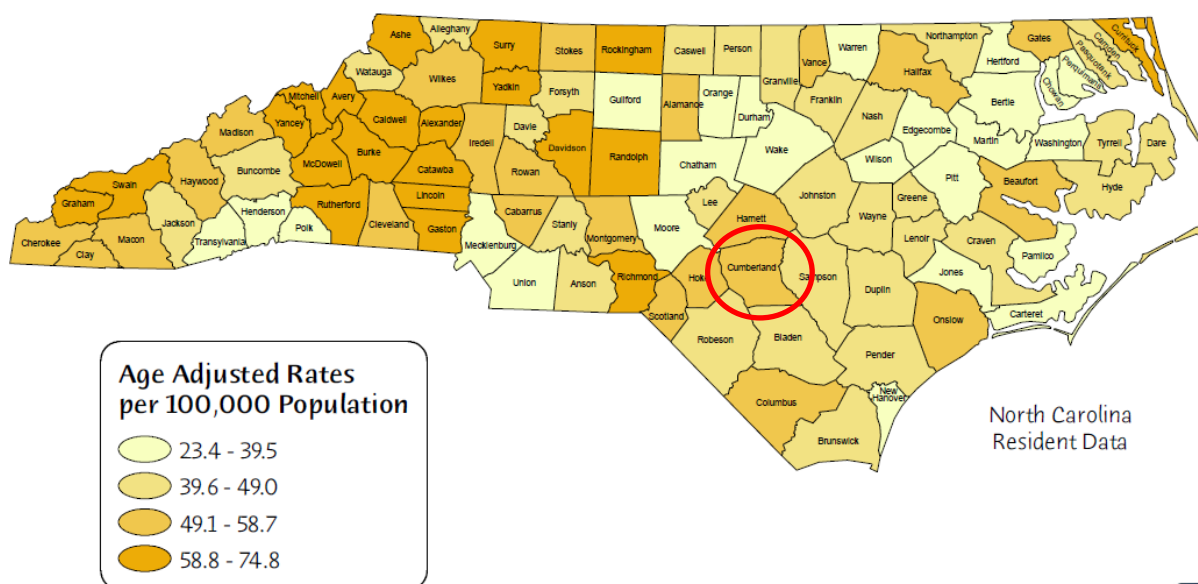 Ashe
Alleghany
Surry
Stokes
Rockingham
Caswell
Person
Warren
Northampton
Gates
Currituck
Camden
Pasquotank
Perquimans
Chowan
Vance
Granville
Hertford
Halifax
Watauga
Wilkes
Yadkin
Forsyth
Guilford
Alamance
Orange
Durham
Franklin
Nash
Bertie
Mitchell
Avery
Yancey
Caldwell
Alexander
Davie
Iredell
Davidson
Randolph
Chatham
Wake
Edgecombe
Martin
Washington
Tyrrell
Dare
Madison
Burke
McDowell
Catawba
Rowan
Wilson
Pitt
Beaufort
Hyde
Buncombe
Haywood
Swain
Graham
Rutherford
Lincoln
Lee
Johnston
Greene
Wayne
Harnett
Jackson
Henderson
Polk
Cleveland
Gaston
Cabarrus
Stanly
Montgomery
Moore
Lenoir
Craven
Cherokee
Macon
Clay
Transylvania
Mecklenburg
Union
Anson
Richmond
Hoke
Cumberland
Sampson
Duplin
Jones
Pamlico
Carteret
Scotland
Onslow
Robeson
Bladen
Pender
Columbus
New
Hanover
Brunswick
Age Adjusted Rates
per 100,000 Population
23.4 - 39.5
39.6 - 49.0
49.1 - 58.7
58.8 - 74.8
North Carolina
Resident Data